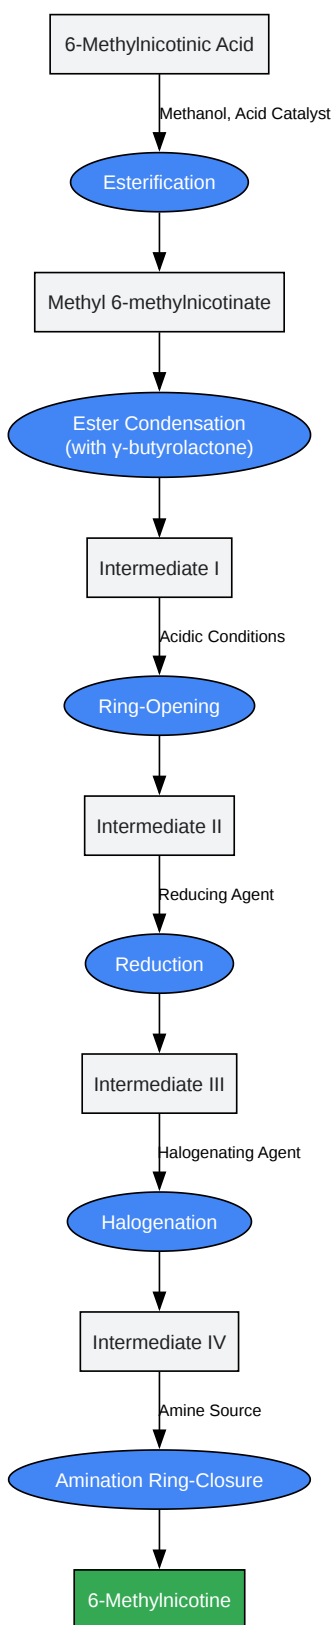 6-Methylnicotinic Acid
Methanol, Acid Catalyst
Esterification
Methyl 6-methylnicotinate
Ester Condensation
(with γ-butyrolactone)
Intermediate I
Acidic Conditions
Ring-Opening
Intermediate II
Reducing Agent
Reduction
Intermediate III
Halogenating Agent
Halogenation
Intermediate IV
Amine Source
Amination Ring-Closure
6-Methylnicotine